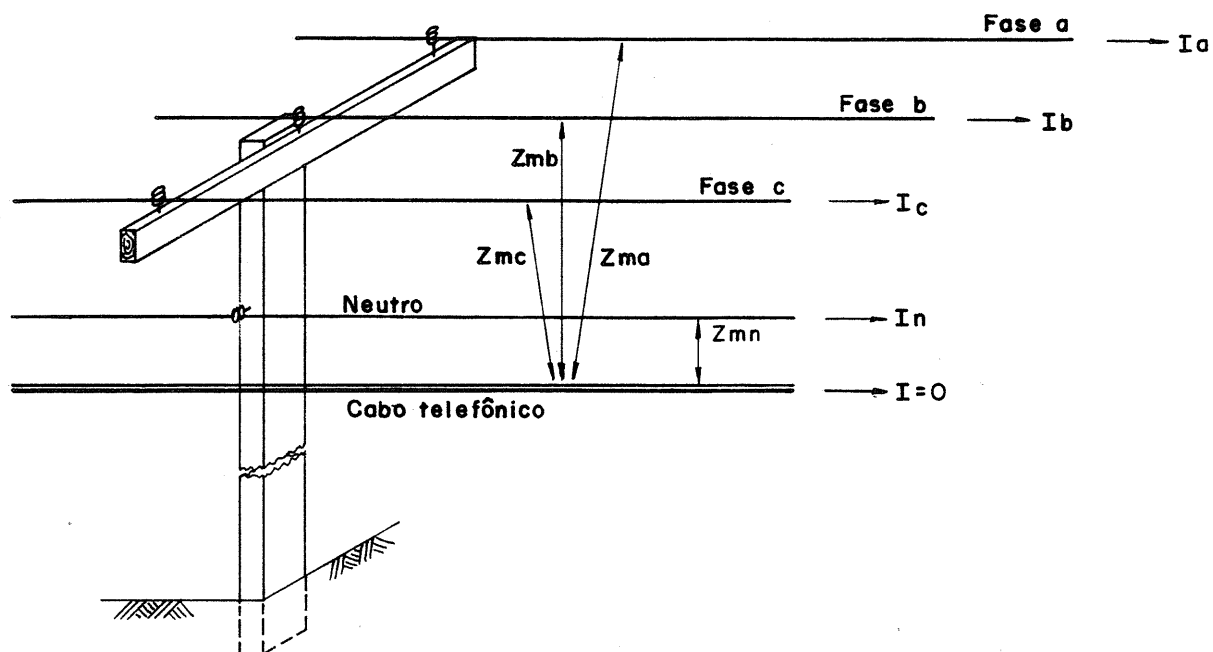 Fase a
Ia
Fase b
Ib
Zmb
Fase c
Ic
Zmc
Zma
Neutro
In
Zmn
I=0
Cabo telefônico